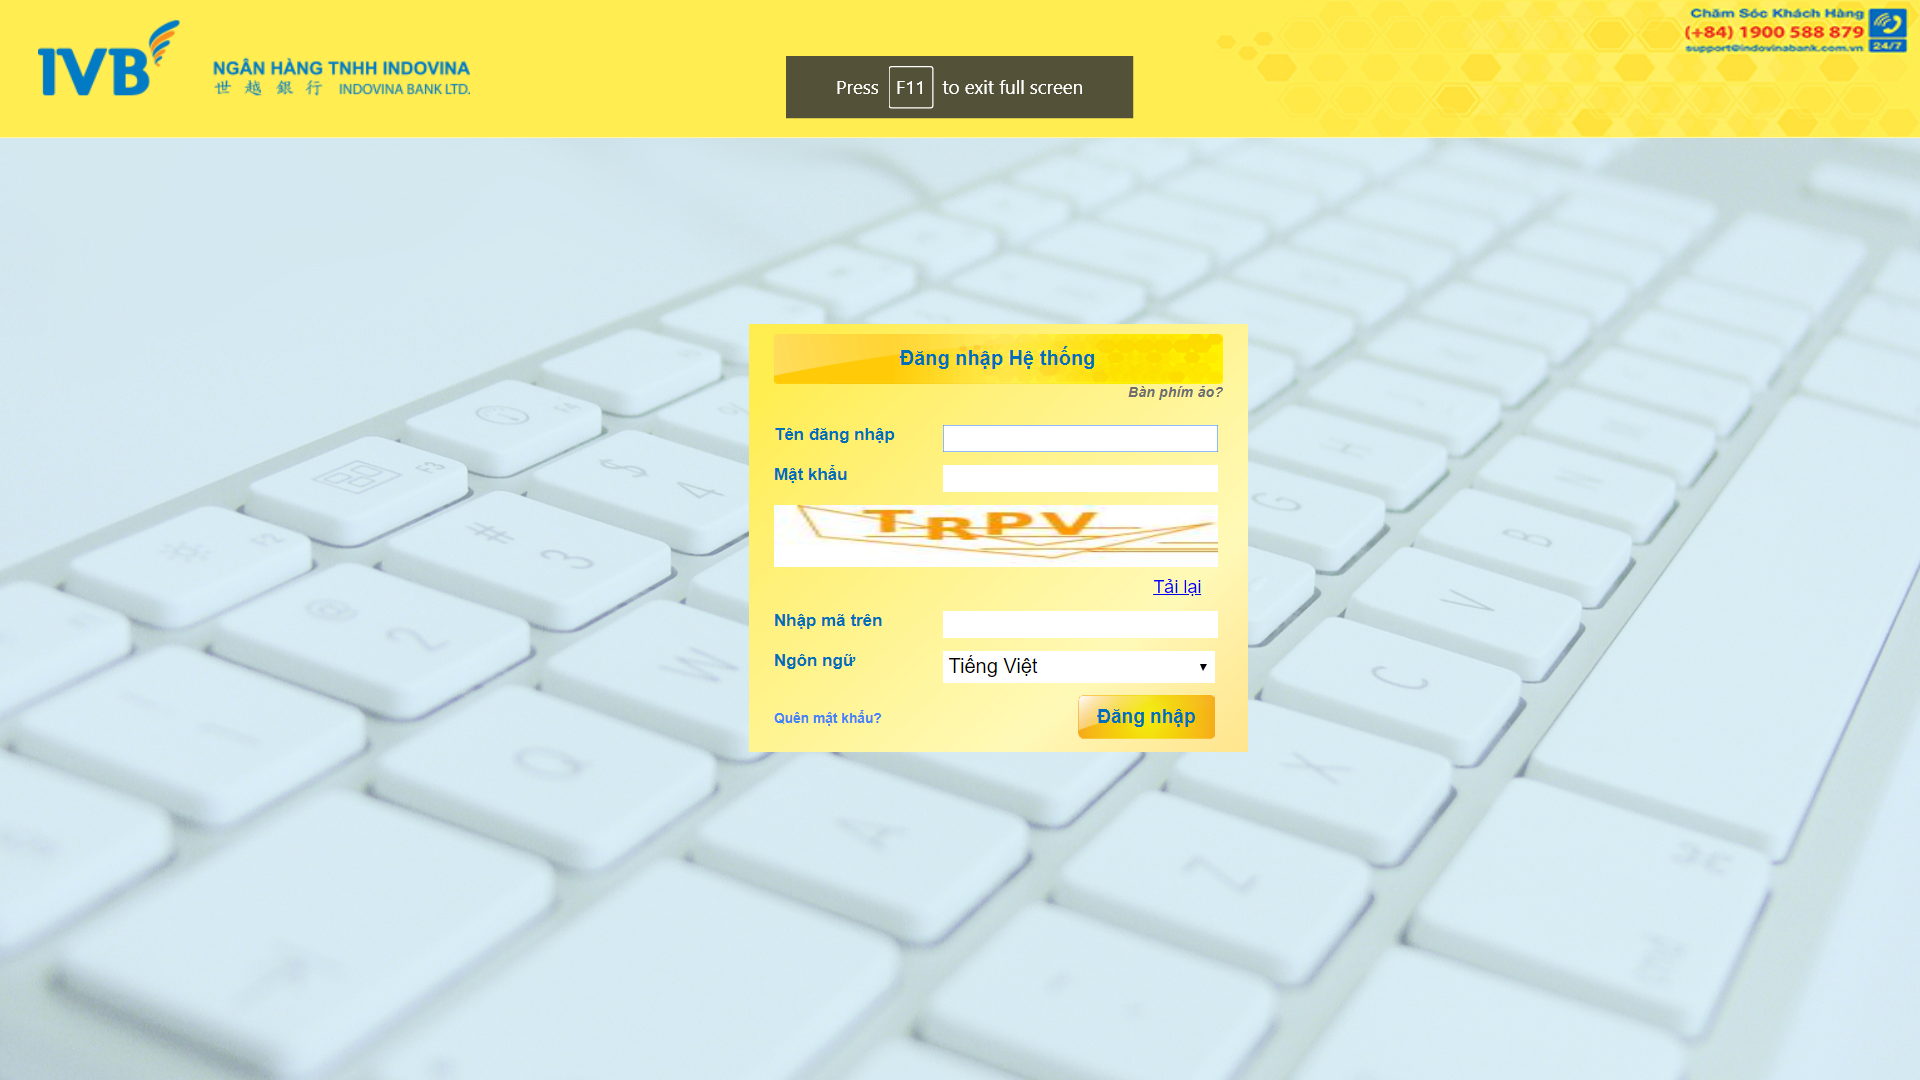 IVB
NGÂN HÀNG TNHH INDOVINA
世 越 銀 行 INDOVINA BANK LTD.
Press F11 to exit full screen
Chăm Sóc Khách Hàng
(+84) 1900 588 879
support@indovinabank.com.vn 24/7
Đăng nhập Hệ thống
Bàn phím ảo?
Tên đăng nhập
Mật khẩu
TRPV
Tải lại
Nhập mã trên
Ngôn ngữ
Tiếng Việt
Quên mật khẩu?
Đăng nhập